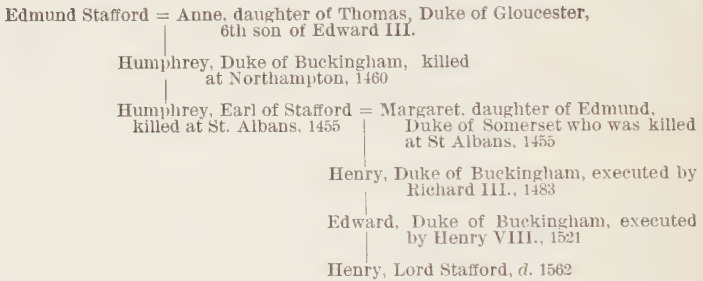 Edmund Stafford = Anne, daughter of Thomas, Duke of Gloucester,
6th son of Edward III.
Humphrey, Duke of Buckingham, killed
at Northampton, 1460
Humphrey, Earl of Stafford = Margaret, daughter of Edmund,
killed at St. Albans, 1455 Duke of Somerset who was killed
at St Albans, 1455
Henry, Duke of Buckingham, executed by
Richard III., 1483
Edward, Duke of Buckingham, executed
by Henry VIII., 1521
Henry, Lord Stafford, d. 1562